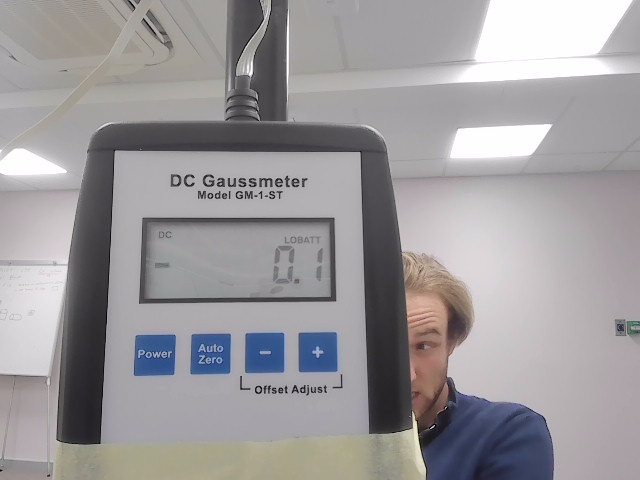 DC Gaussmeter
Model GM-1-ST
DC
LOBATT
- 0.1
Power
Auto
Zero
-
+
Offset Adjust